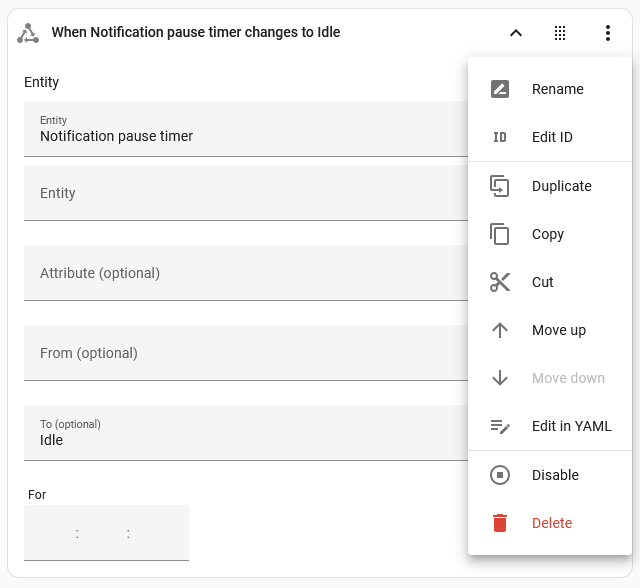 When Notification pause timer changes to Idle
Entity
Entity
Notification pause timer
Entity
Attribute (optional)
From (optional)
To (optional)
Idle
For
: :
Rename
ID Edit ID
Duplicate
Copy
Cut
Move up
Move down
Edit in YAML
Disable
Delete